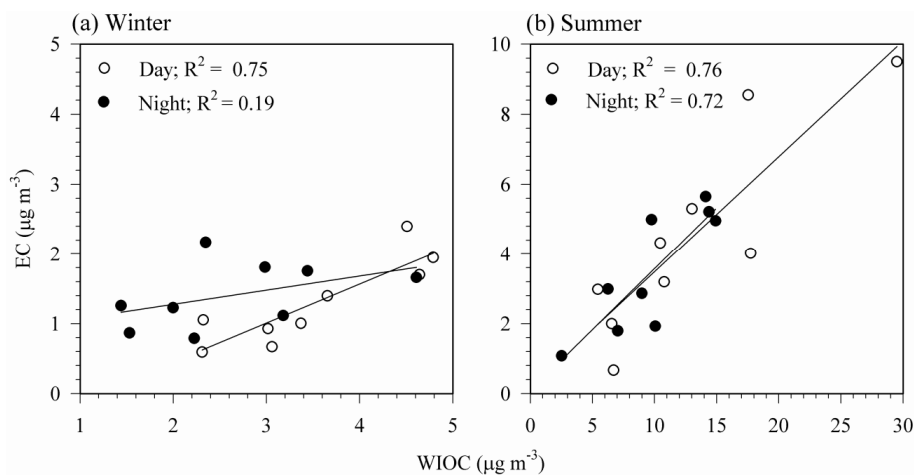 (a) Winter
(b) Summer
5
4
3
2
1
0
Day; R² = 0.75
Night; R² = 0.19
10
8
6
4
2
0
Day; R² = 0.76
Night; R² = 0.72
EC (μg m⁻³)
1 2 3 4 5
0 5 10 15 20 25 30
WIOC (μg m⁻³)